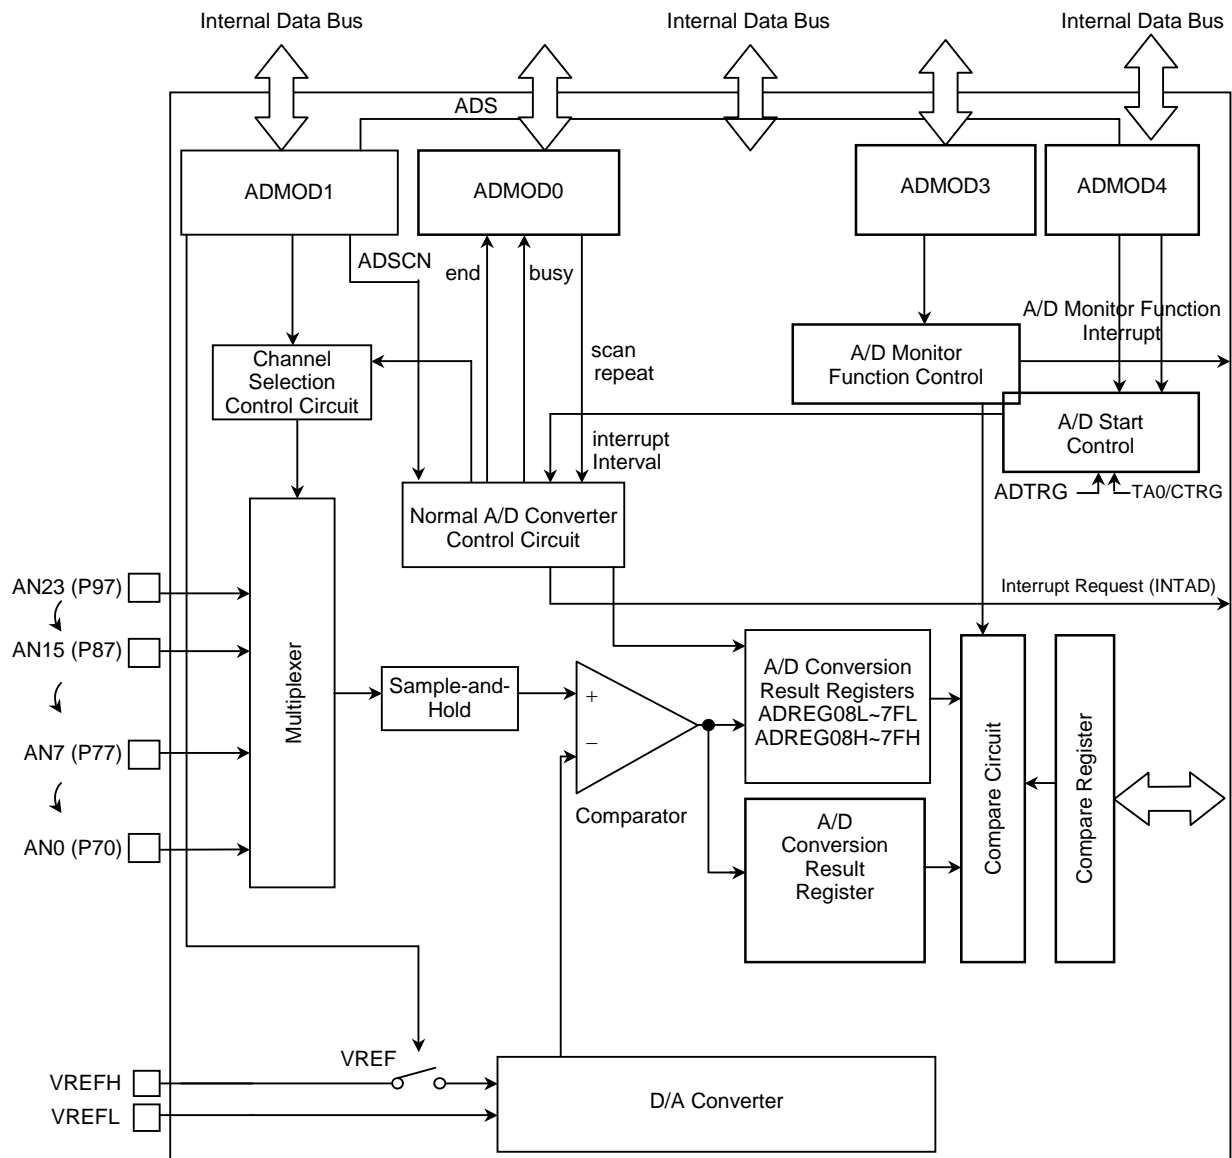 Internal Data Bus
Internal Data Bus
Internal Data Bus
ADS
ADMOD1
ADMOD0
ADMOD3
ADMOD4
ADSCN
end
busy
A/D Monitor Function
Interrupt
Channel
Selection
Control Circuit
scan
repeat
A/D Monitor
Function Control
A/D Start
Control
interrupt
Interval
ADTRG
TA0/CTRG
Normal A/D Converter
Control Circuit
Interrupt Request (INTAD)
AN23 (P97)
AN15 (P87)
AN7 (P77)
AN0 (P70)
Multiplexer
Sample-and-
Hold
+
−
Comparator
A/D Conversion
Result Registers
ADREG08L~7FL
ADREG08H~7FH
A/D
Conversion
Result
Register
Compare Circuit
Compare Register
VREF
VREFH
VREFL
D/A Converter